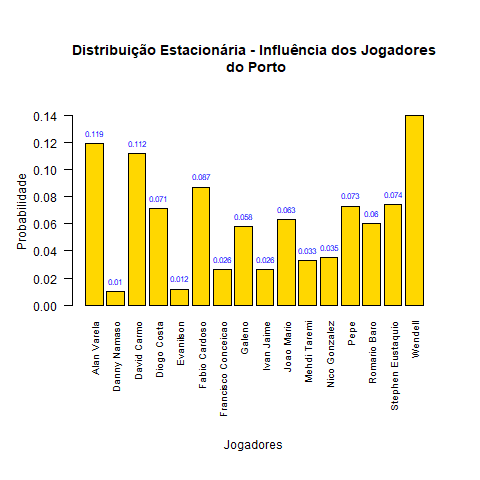 Distribuição Estacionária - Influência dos Jogadores
do Porto
Probabilidade
0.14
0.12
0.10
0.08
0.06
0.04
0.02
0.00
0.119
0.01
0.112
0.071
0.012
0.087
0.026
0.058
0.026
0.063
0.033
0.035
0.073
0.06
0.074
Alan Varela
Danny Namaso
David Carmo
Diogo Costa
Evanilson
Fabio Cardoso
Francisco Conceicao
Galeno
Ivan Jaime
Joao Mario
Mehdi Taremi
Nico Gonzalez
Pepe
Romario Baro
Stephen Eustaquio
Wendell
Jogadores